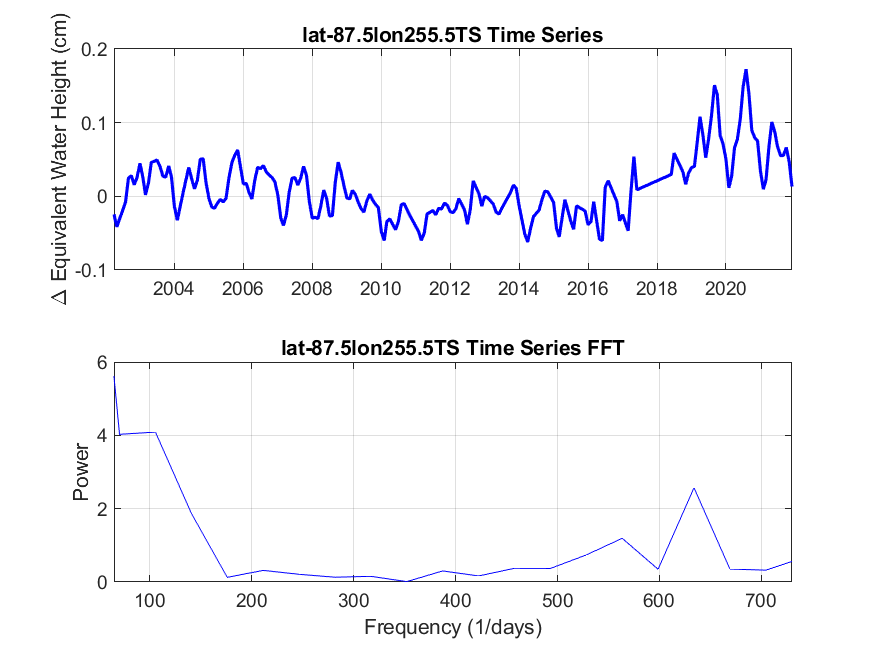 lat-87.5lon255.5TS Time Series
Δ Equivalent Water Height (cm)
0.2
0.1
0
-0.1
2004 2006 2008 2010 2012 2014 2016 2018 2020
lat-87.5lon255.5TS Time Series FFT
Power
6
4
2
0
100 200 300 400 500 600 700
Frequency (1/days)